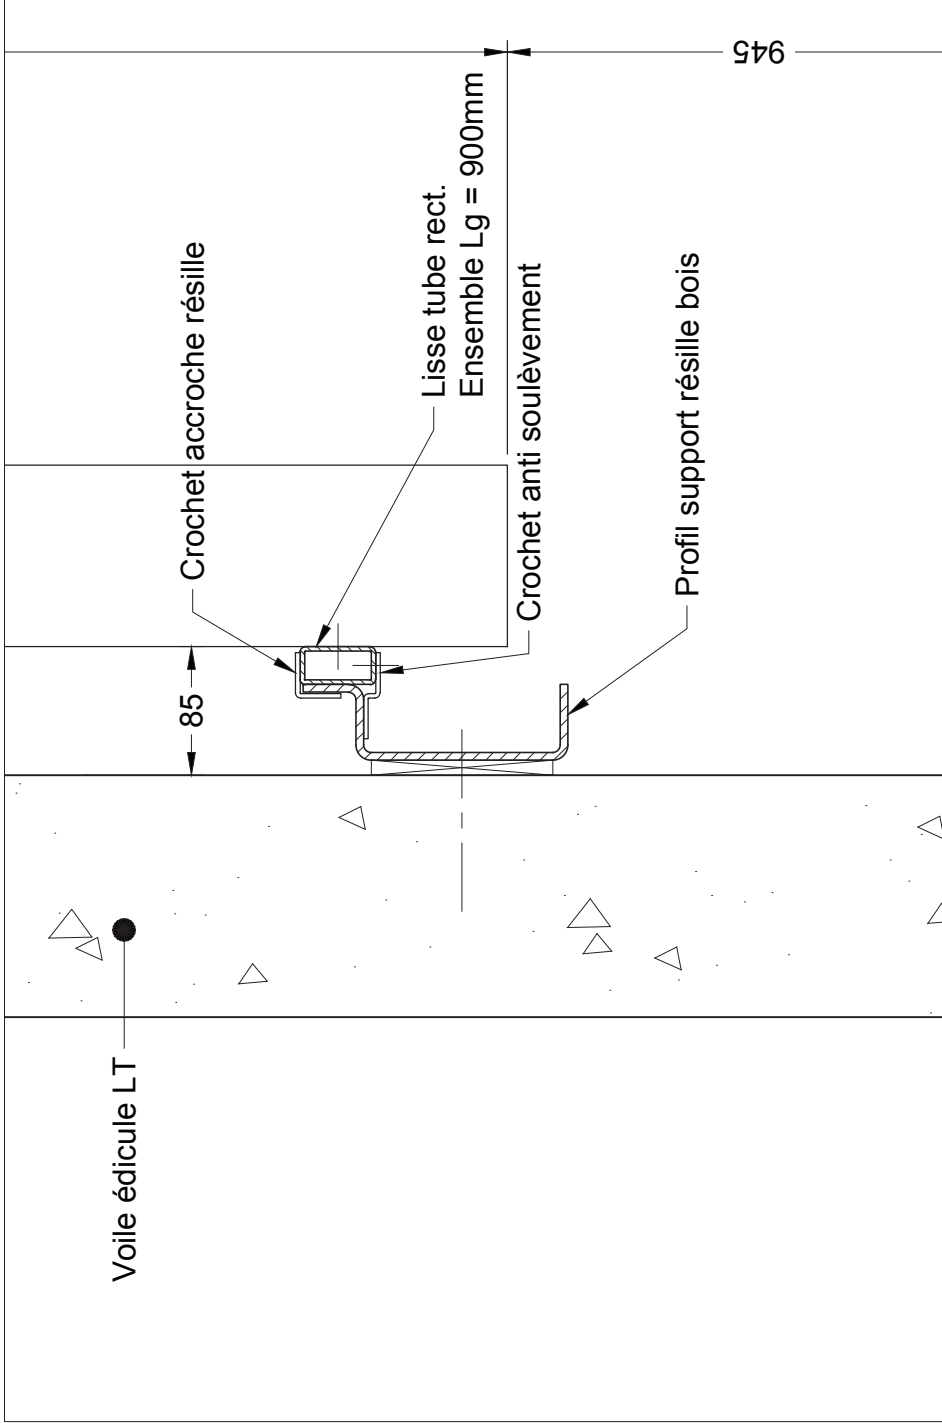 Voile édicule LT
85
Crochet accroche résille
Lisse tube rect.
Ensemble Lg = 900mm
Crochet anti soulèvement
Profil support résille bois
945